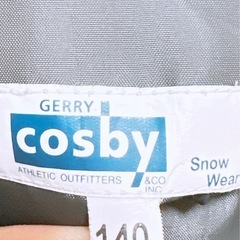 GERRY
cosby
ATHLETIC OUTFITTERS &CO
INC
Snow
Wear
140